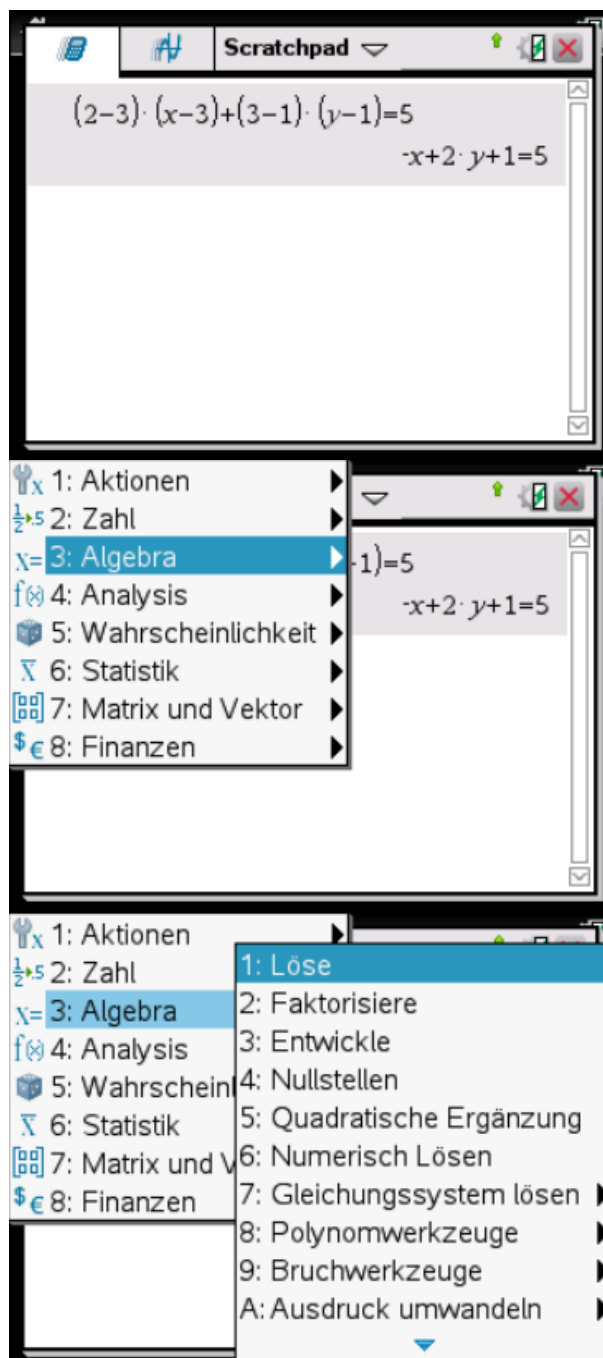 Scratchpad
(2−3)·(x−3)+(3−1)·(y−1)=5
-x+2·y+1=5
1: Aktionen
2: Zahl
3: Algebra
4: Analysis
5: Wahrscheinlichkeit
6: Statistik
7: Matrix und Vektor
8: Finanzen
-1)=5
-x+2·y+1=5
1: Aktionen
2: Zahl
3: Algebra
4: Analysis
5: Wahrscheinl
6: Statistik
7: Matrix und V
8: Finanzen
1: Löse
2: Faktorisiere
3: Entwickle
4: Nullstellen
5: Quadratische Ergänzung
6: Numerisch Lösen
7: Gleichungssystem lösen
8: Polynomwerkzeuge
9: Bruchwerkzeuge
A: Ausdruck umwandeln